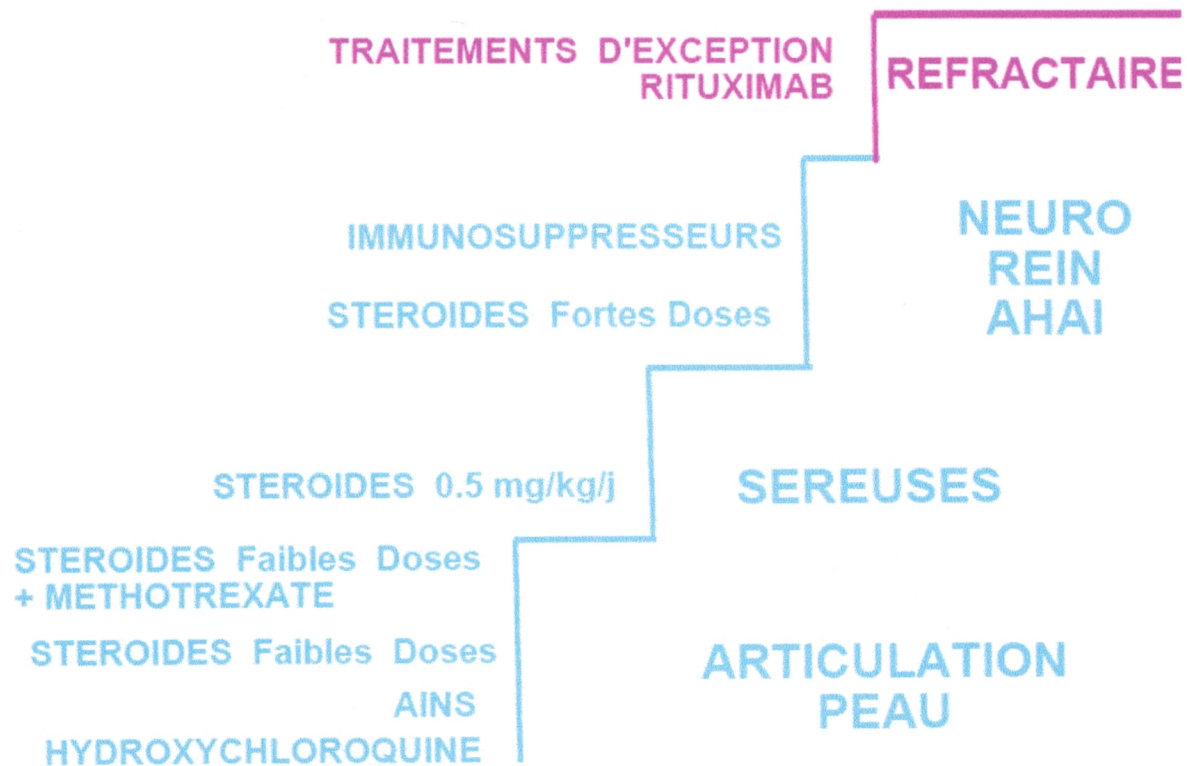 TRAITEMENTS D'EXCEPTION
RITUXIMAB
REFRACTAIRE
IMMUNOSUPPRESSEURS
STEROIDES Fortes Doses
NEURO
REIN
AHAI
STEROIDES 0.5 mg/kg/j
SEREUSES
STEROIDES Faibles Doses
+ METHOTREXATE
STEROIDES Faibles Doses
AINS
HYDROXYCHLOROQUINE
ARTICULATION
PEAU